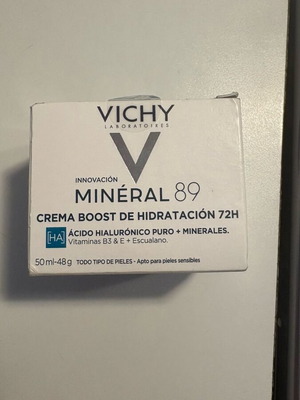 VICHY
LABORATOIRES
INNOVACIÓN
MINÉRAL 89
CREMA BOOST DE HIDRATACIÓN 72H
[HA] ÁCIDO HIALURÓNICO PURO + MINERALES.
Vitaminas B3 & E + Escualano.
50 ml-48 g TODO TIPO DE PIELES - Apto para pieles sensibles